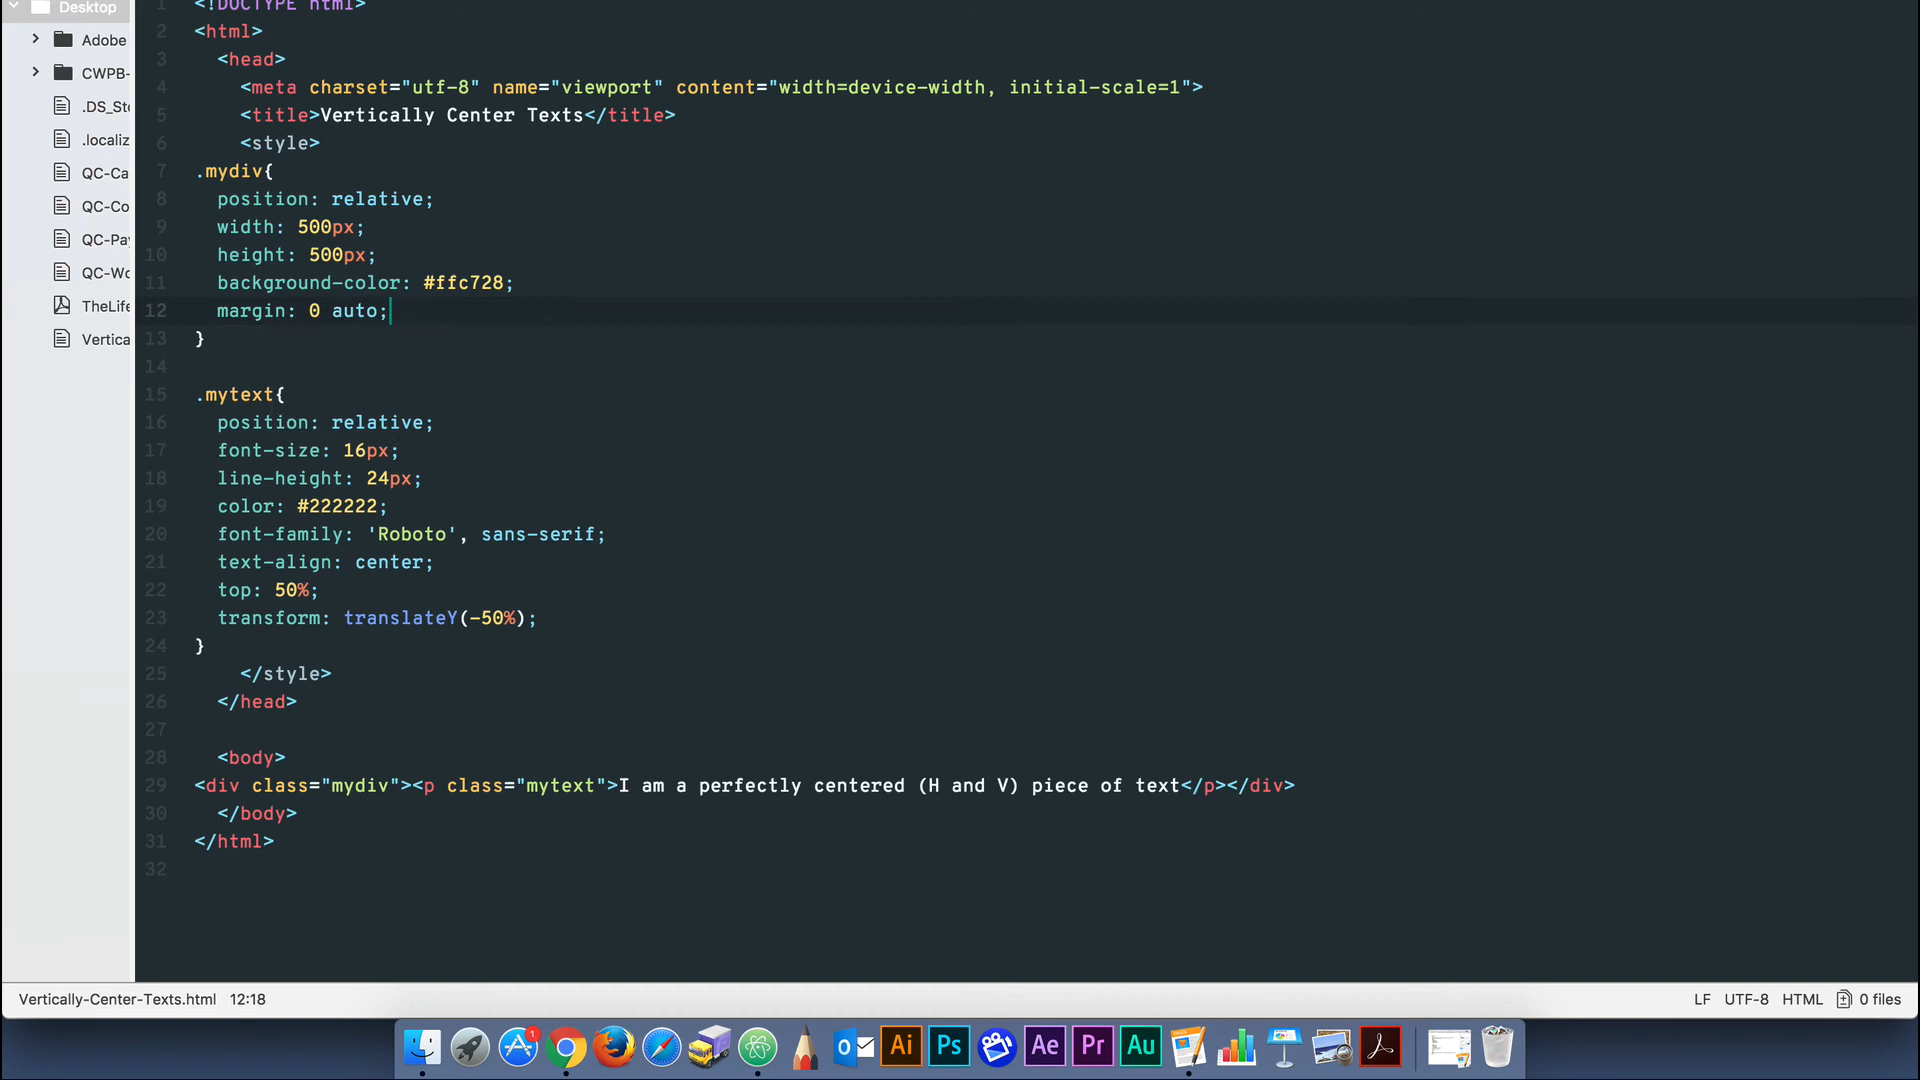 Desktop
Adobe
CWPB-
.DS_Sto
.localiz
QC-Ca
QC-Co
QC-Pay
QC-Wo
TheLife
Vertica
1 <!DOCTYPE html>
2 <html>
3 <head>
4 <meta charset="utf-8" name="viewport" content="width=device-width, initial-scale=1">
5 <title>Vertically Center Texts</title>
6 <style>
7 .mydiv{
8 position: relative;
9 width: 500px;
10 height: 500px;
11 background-color: #ffc728;
12 margin: 0 auto;
13 }
14
15 .mytext{
16 position: relative;
17 font-size: 16px;
18 line-height: 24px;
19 color: #222222;
20 font-family: 'Roboto', sans-serif;
21 text-align: center;
22 top: 50%;
23 transform: translateY(-50%);
24 }
25 </style>
26 </head>
27
28 <body>
29 <div class="mydiv"><p class="mytext">I am a perfectly centered (H and V) piece of text</p></div>
30 </body>
31 </html>
32
Vertically-Center-Texts.html 12:18
LF UTF-8 HTML 0 files
1
Ai Ps Ae Pr Au